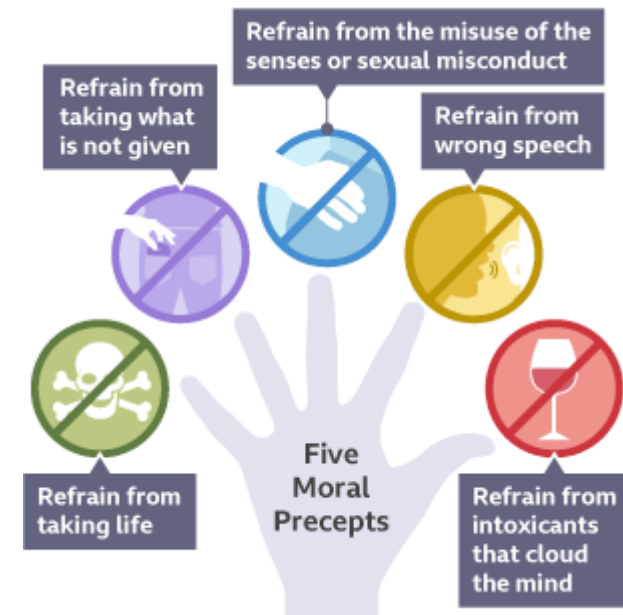 Refrain from the misuse of the
senses or sexual misconduct
Refrain from
taking what
is not given
Refrain from
wrong speech
Five
Moral
Precepts
Refrain from
taking life
Refrain from
intoxicants
that cloud
the mind